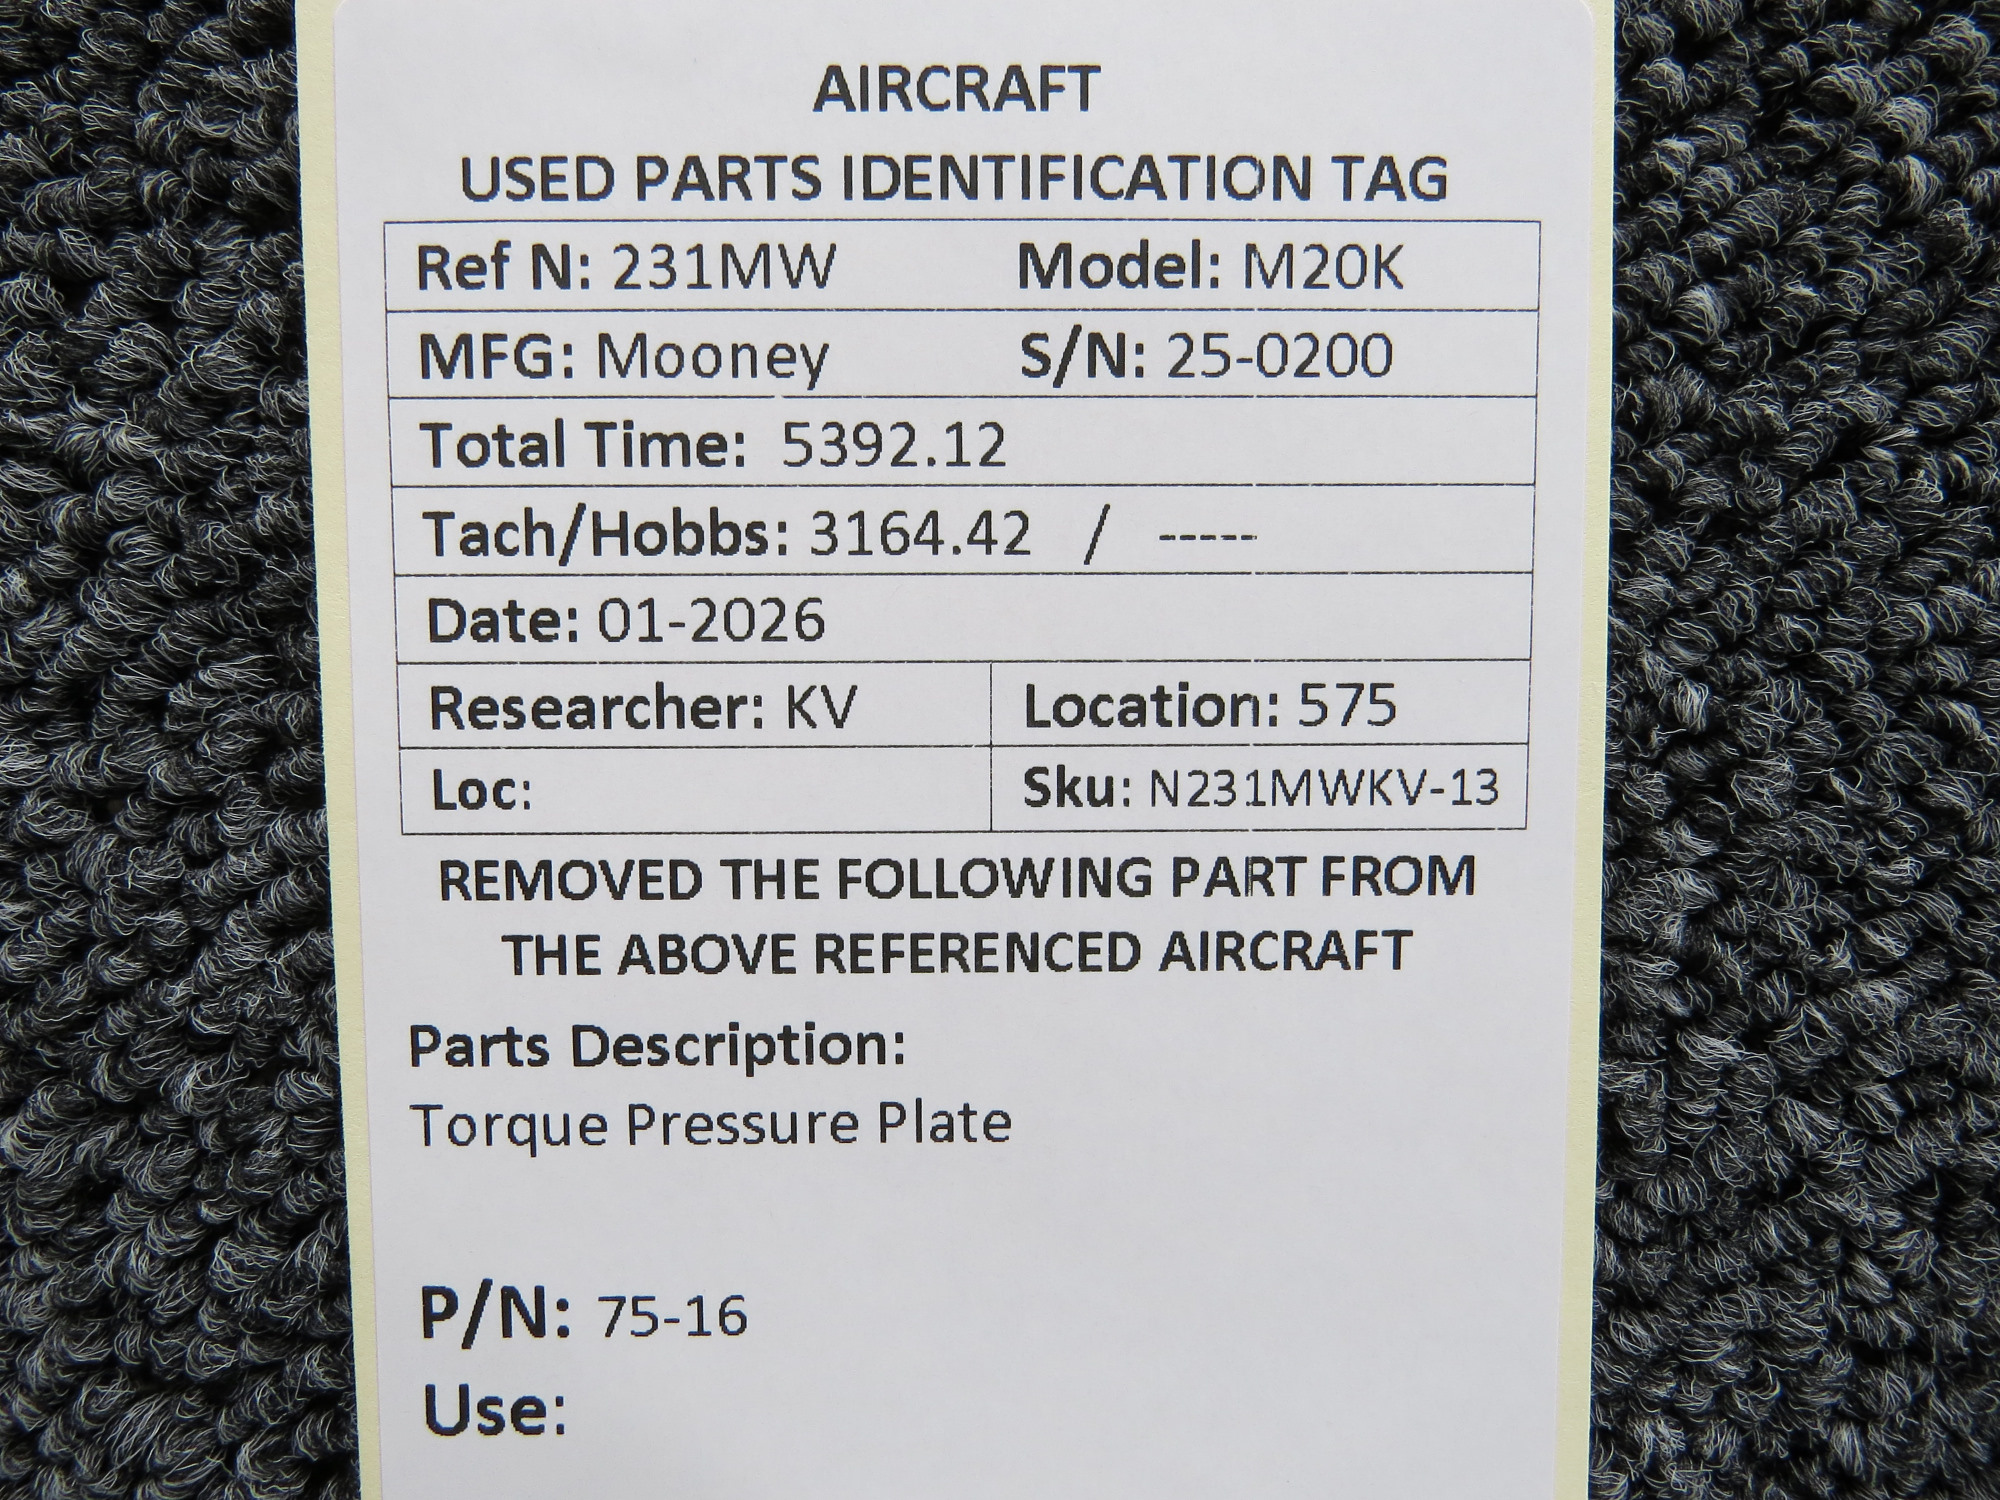 AIRCRAFT
USED PARTS IDENTIFICATION TAG
Ref N: 231MW Model: M20K
MFG: Mooney S/N: 25-0200
Total Time: 5392.12
Tach/Hobbs: 3164.42 / -----
Date: 01-2026
Researcher: KV Location: 575
Loc: Sku: N231MWKV-13
REMOVED THE FOLLOWING PART FROM
THE ABOVE REFERENCED AIRCRAFT
Parts Description:
Torque Pressure Plate
P/N: 75-16
Use: